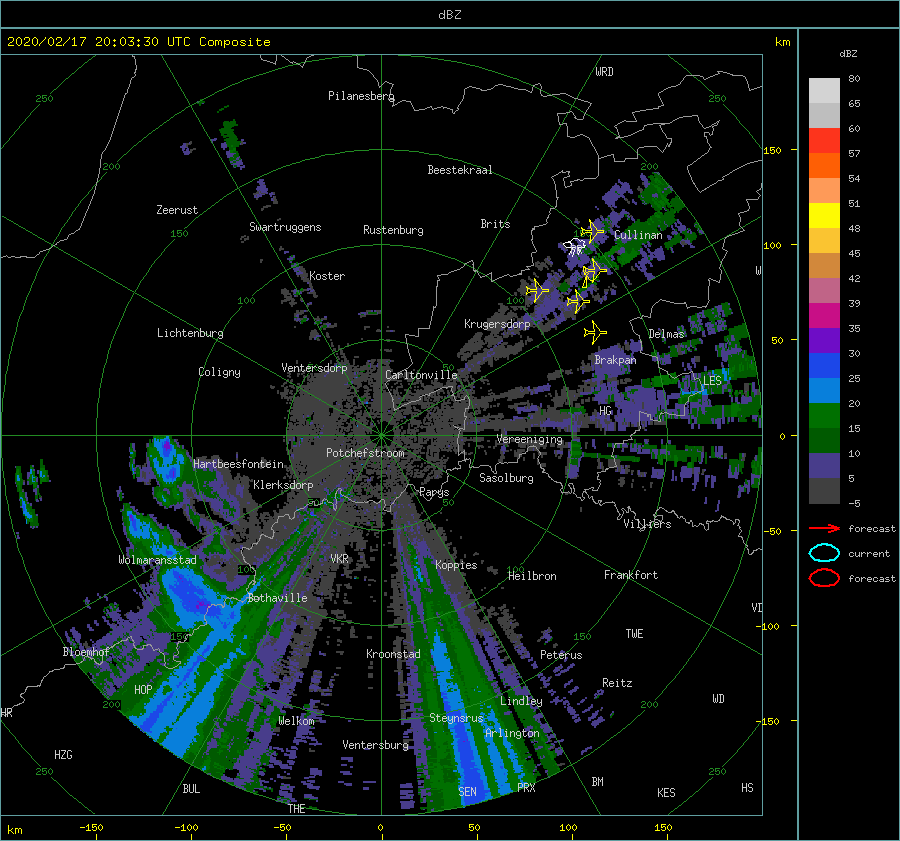 dBZ
2020/02/17 20:03:30 UTC Composite
km
dBZ
WRD
80
250
Pilanesberg
250
65
60
150
57
200
Beestekraal
200
54
Zeerust
51
Swartruggens
Rustenburg
Brits
150
Cullinan
48
100
W
45
Koster
42
100
100
39
Krugersdorp
35
Lichtenburg
Delmas
50
30
Brakpan
Coligny
Ventersdorp
Carltonville
50
LES
25
20
HG
15
Vereeniging
0
10
Potchefstroom
Hartbeesfontein
Sasolburg
5
Klerksdorp
Parys
50
50
-5
Villiers
-50
forecast
current
Wolmaransstad
VKR
Koppies
100
100
Heilbron
Frankfort
forecast
Bothaville
VI
-100
150
150
TWE
Bloemhof
Kroonstad
Peterus
Reitz
HOP
WD
200
Lindley
200
HR
Welkom
Steynsrus
-150
Arlington
Ventersburg
HZG
250
250
BUL
SEN
PRX
BM
KES
HS
THE
km
-150
-100
-50
0
50
100
150